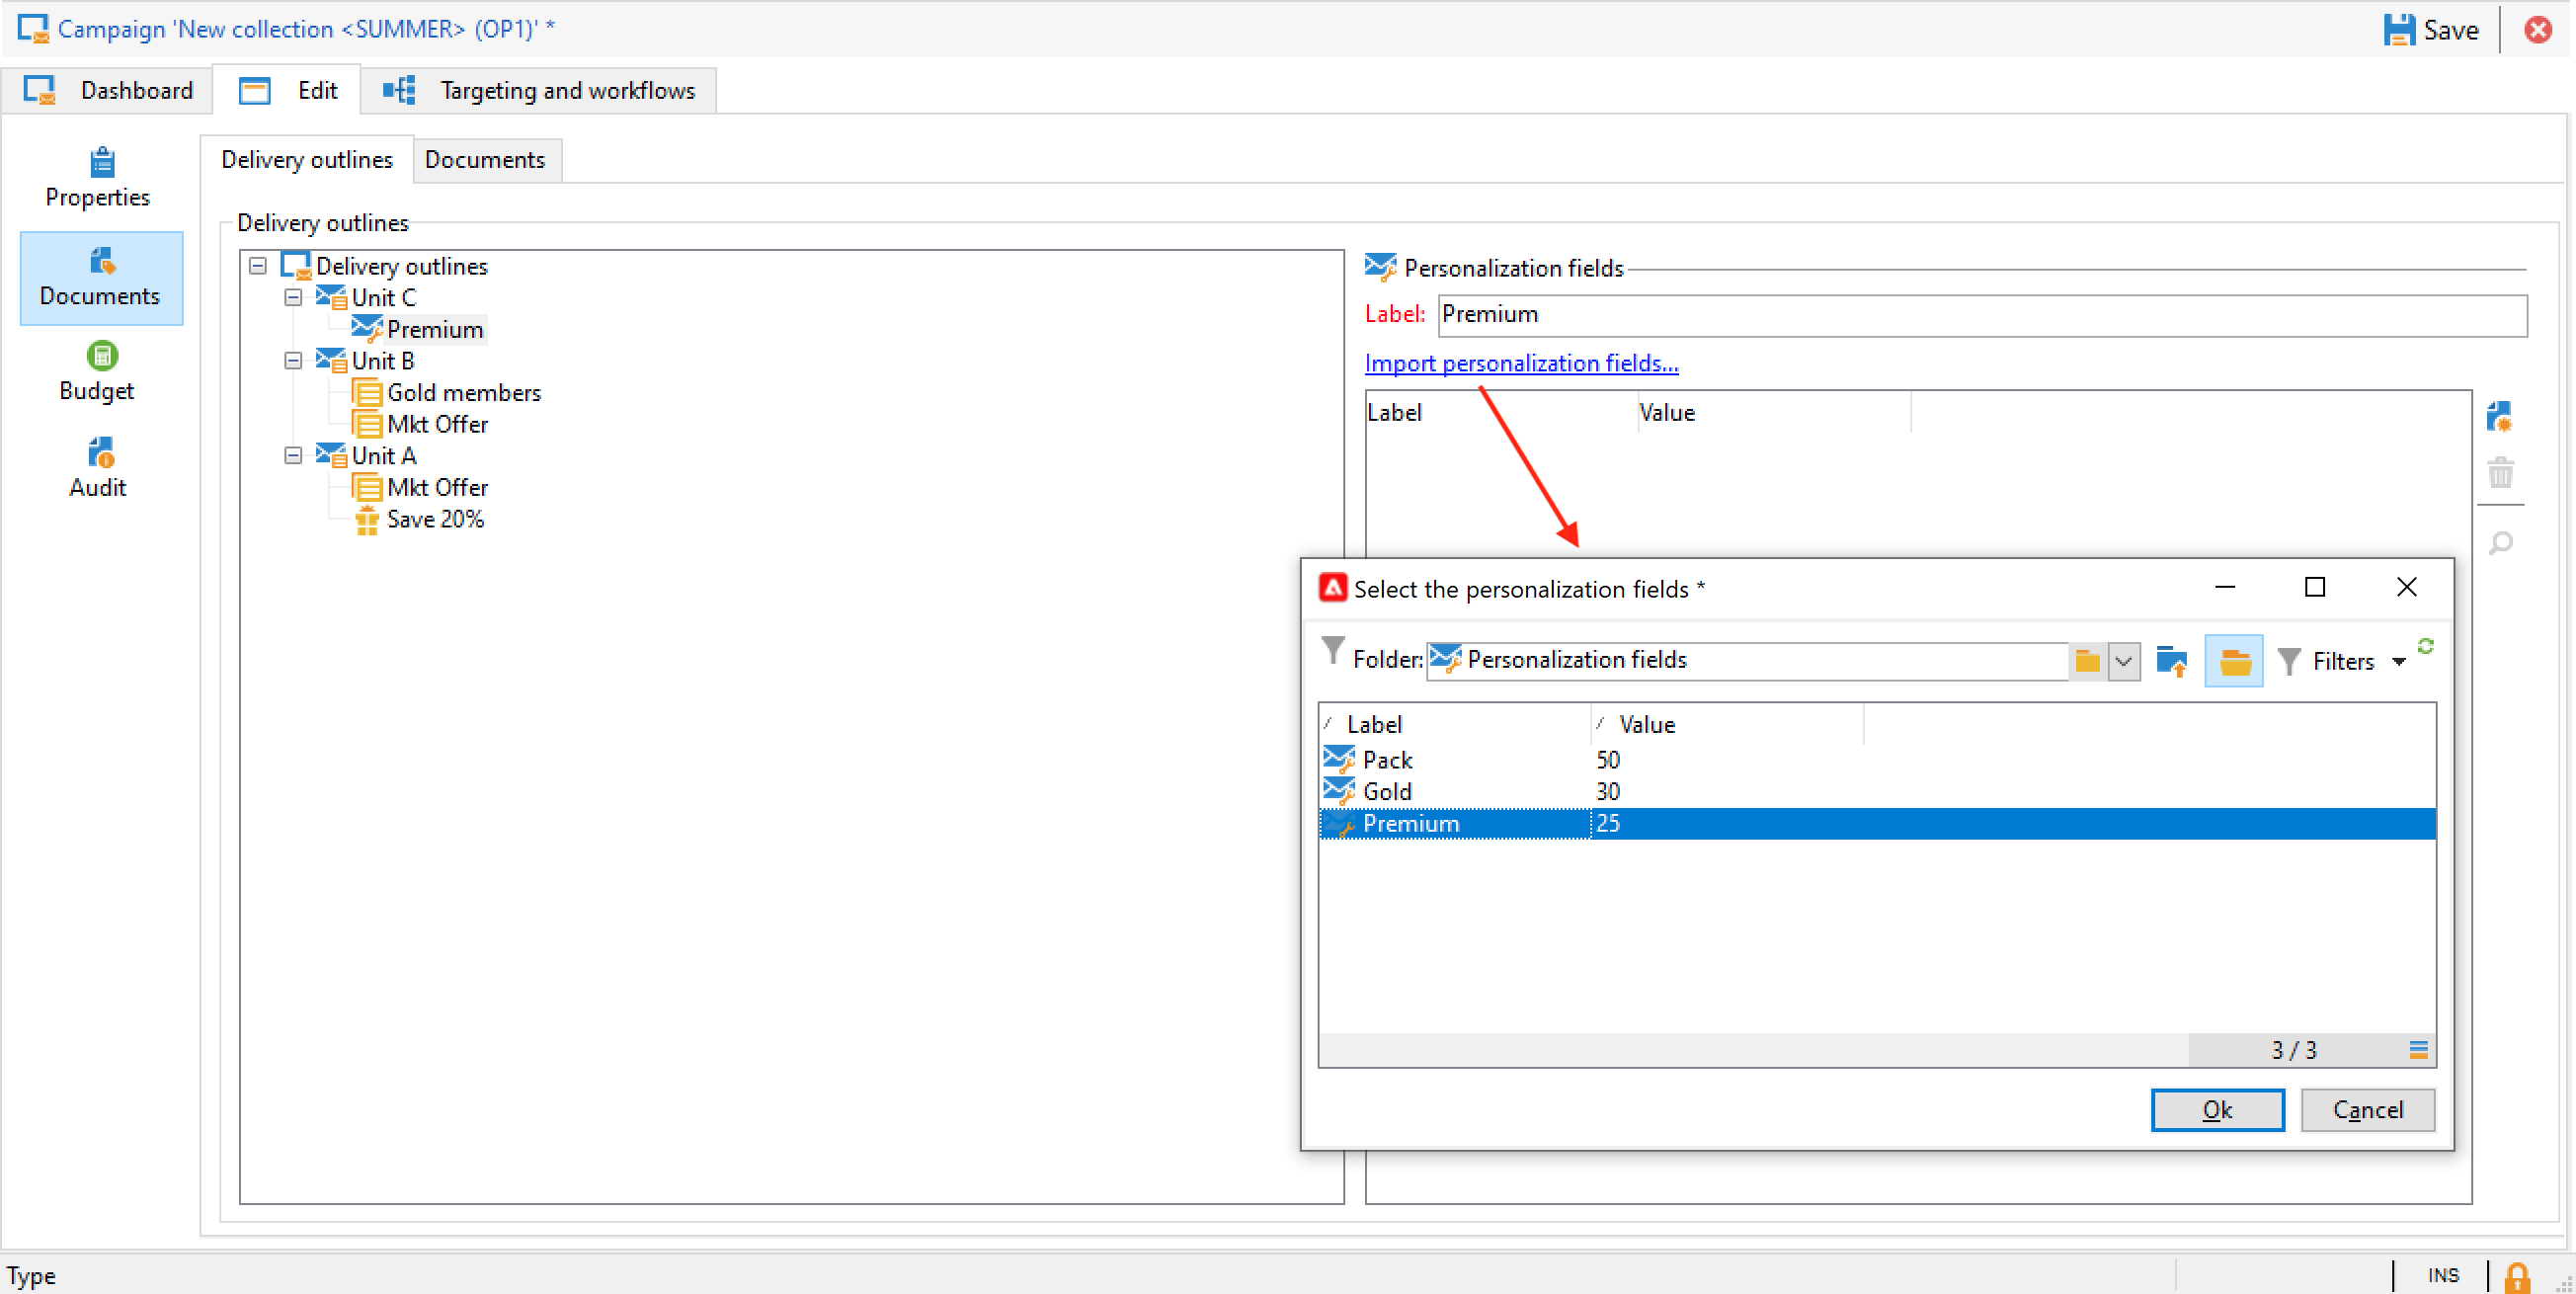 Campaign 'New collection <SUMMER> (OP1)' *
Save
Dashboard
Edit
Targeting and workflows
Properties
Documents
Budget
Audit
Delivery outlines
Documents
Delivery outlines
Delivery outlines
Unit C
Premium
Unit B
Gold members
Mkt Offer
Unit A
Mkt Offer
Save 20%
Personalization fields
Label: Premium
Import personalization fields...
Label Value
Select the personalization fields *
Folder: Personalization fields
Filters
Label Value
Pack 50
Gold 30
Premium 25
3 / 3
Ok Cancel
Type
INS